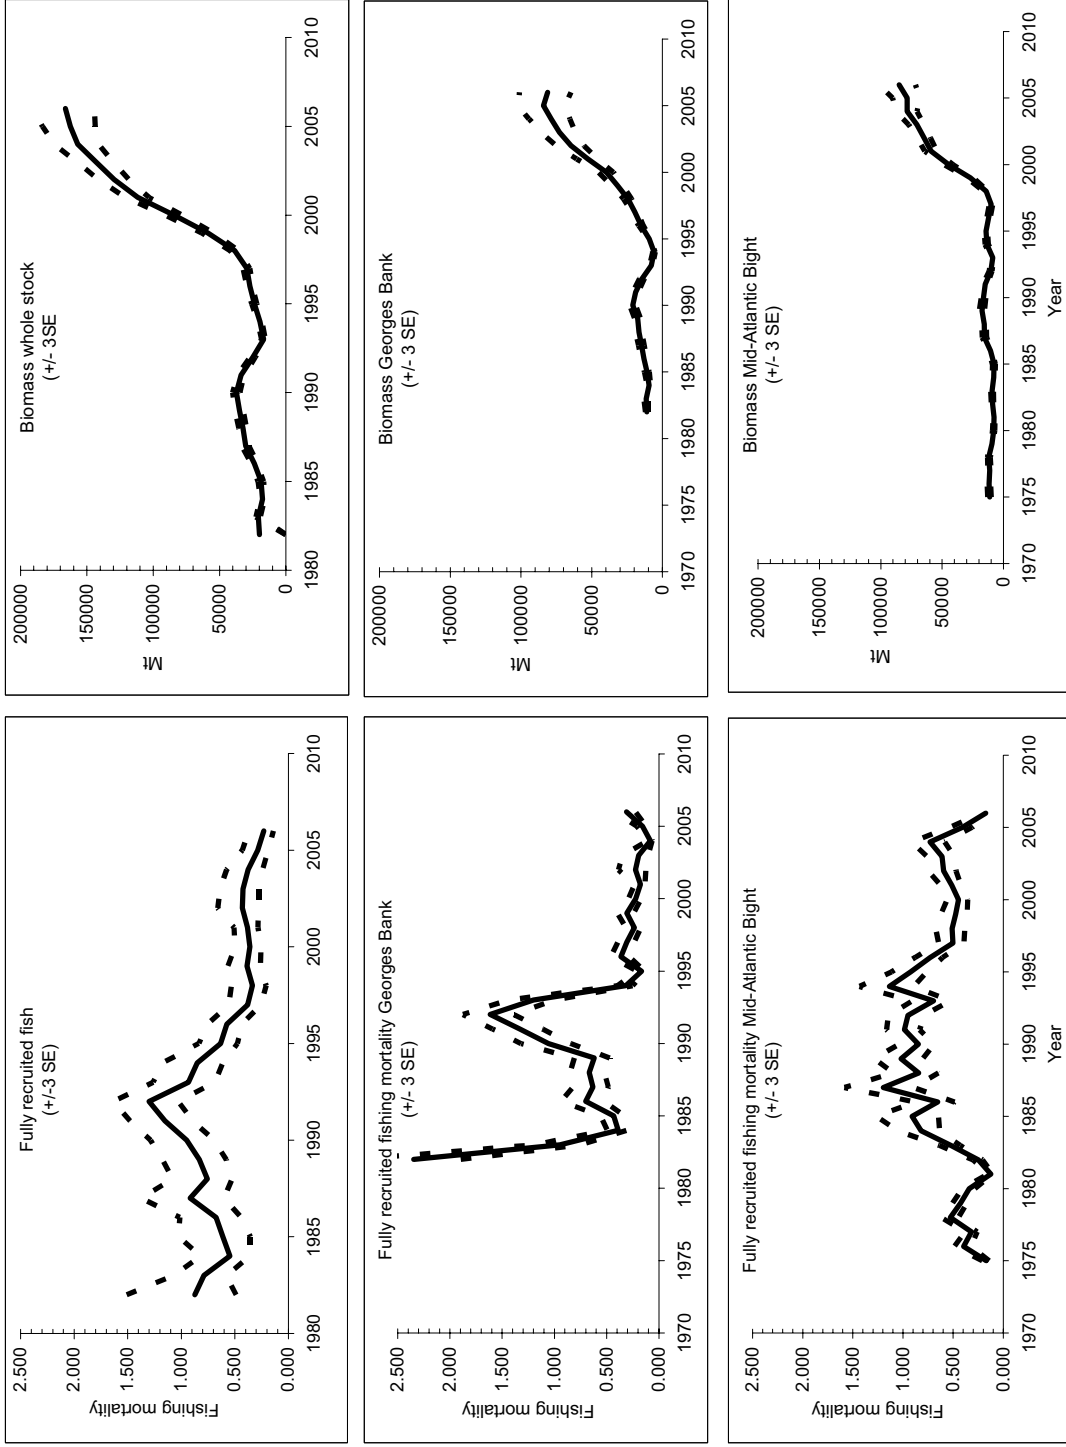 Fully recruited fish
(+/-3 SE)
2.500
2.000
1.500
1.000
0.500
0.000
Fishing mortality
1980 1985 1990 1995 2000 2005 2010
Biomass whole stock
(+/- 3SE
200000
150000
100000
50000
0
Mt
1980 1985 1990 1995 2000 2005 2010
Fully recruited fishing mortality Georges Bank
(+/- 3 SE)
2.500
2.000
1.500
1.000
0.500
0.000
Fishing mortality
1970 1975 1980 1985 1990 1995 2000 2005 2010
Biomass Georges Bank
(+/- 3 SE)
200000
150000
100000
50000
0
Mt
1970 1975 1980 1985 1990 1995 2000 2005 2010
Fully recruited fishing mortality Mid-Atlantic Bight
(+/- 3 SE)
2.500
2.000
1.500
1.000
0.500
0.000
Fishing mortality
1970 1975 1980 1985 1990 1995 2000 2005 2010
Year
Biomass Mid-Atlantic Bight
(+/- 3 SE)
200000
150000
100000
50000
0
Mt
1970 1975 1980 1985 1990 1995 2000 2005 2010
Year